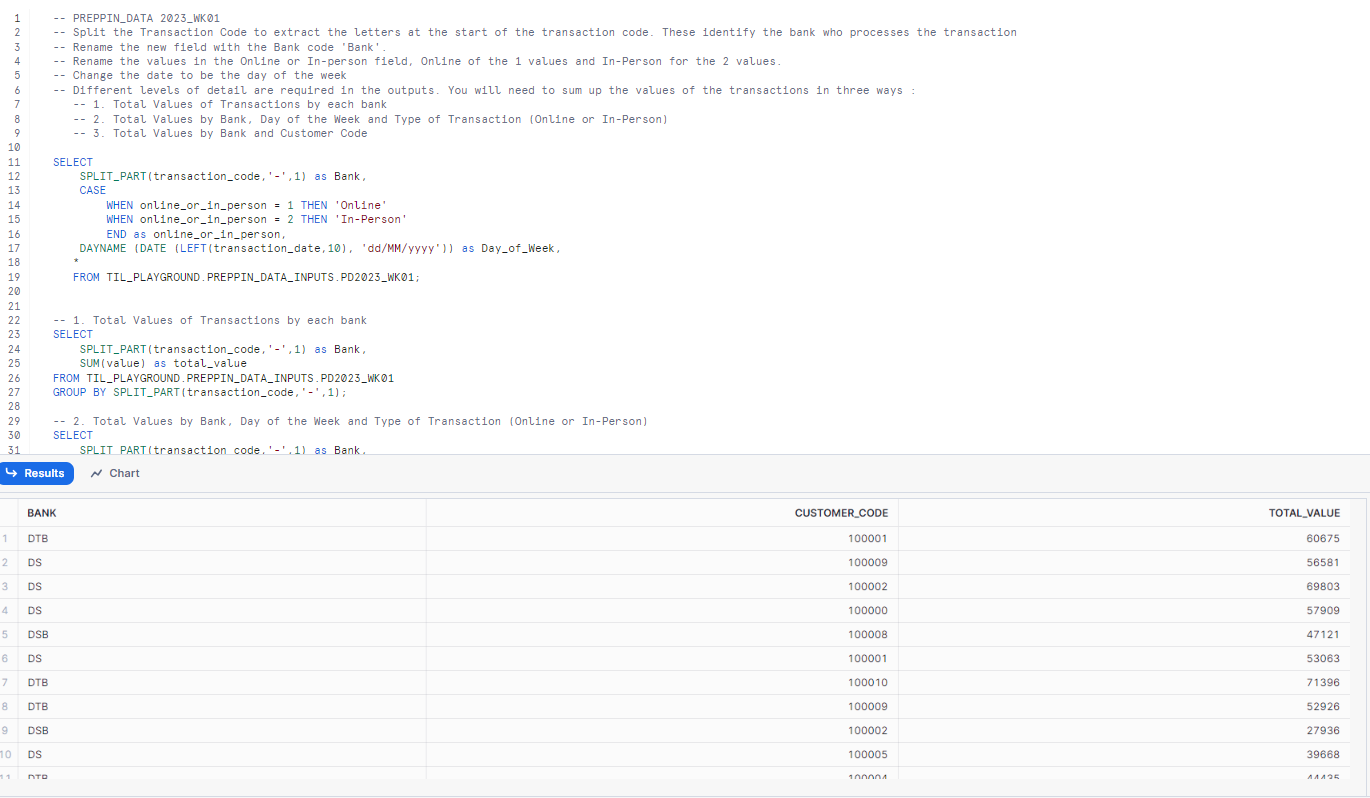 1 -- PREPPIN_DATA 2023_WK01
2 -- Split the Transaction Code to extract the letters at the start of the transaction code. These identify the bank who processes the transaction
3 -- Rename the new field with the Bank code 'Bank'.
4 -- Rename the values in the Online or In-person field, Online of the 1 values and In-Person for the 2 values.
5 -- Change the date to be the day of the week
6 -- Different levels of detail are required in the outputs. You will need to sum up the values of the transactions in three ways :
7 -- 1. Total Values of Transactions by each bank
8 -- 2. Total Values by Bank, Day of the Week and Type of Transaction (Online or In-Person)
9 -- 3. Total Values by Bank and Customer Code
10
11 SELECT
12 SPLIT_PART(transaction_code,'-',1) as Bank,
13 CASE
14 WHEN online_or_in_person = 1 THEN 'Online'
15 WHEN online_or_in_person = 2 THEN 'In-Person'
16 END as online_or_in_person,
17 DAYNAME (DATE (LEFT(transaction_date,10), 'dd/MM/yyyy')) as Day_of_Week,
18 *
19 FROM TIL_PLAYGROUND.PREPPIN_DATA_INPUTS.PD2023_WK01;
20
21
22 -- 1. Total Values of Transactions by each bank
23 SELECT
24 SPLIT_PART(transaction_code,'-',1) as Bank,
25 SUM(value) as total_value
26 FROM TIL_PLAYGROUND.PREPPIN_DATA_INPUTS.PD2023_WK01
27 GROUP BY SPLIT_PART(transaction_code,'-',1);
28
29 -- 2. Total Values by Bank, Day of the Week and Type of Transaction (Online or In-Person)
30 SELECT
31 SPLIT_PART(transaction_code,'-',1) as Bank,
Results Chart
BANK CUSTOMER_CODE TOTAL_VALUE
1 DTB 100001 60675
2 DS 100009 56581
3 DS 100002 69803
4 DS 100000 57909
5 DSB 100008 47121
6 DS 100001 53063
7 DTB 100010 71396
8 DTB 100009 52926
9 DSB 100002 27936
10 DS 100005 39668
11 DTB 100004 44435